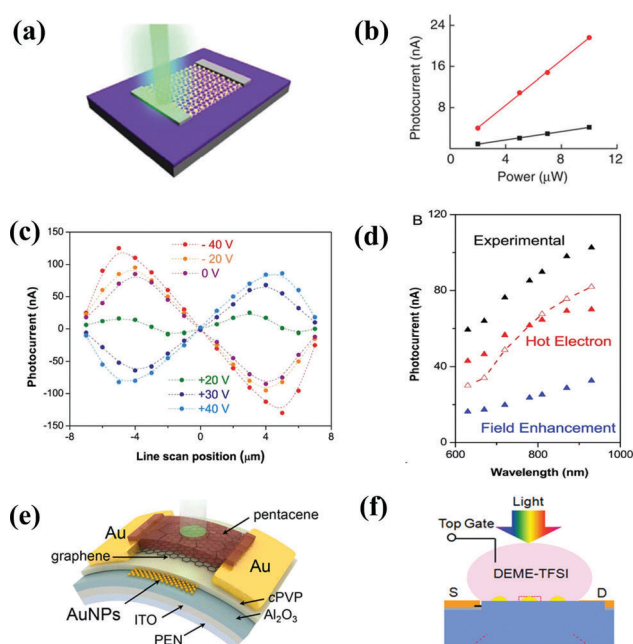 (a)
(b)
Photocurrent (nA)
24
16
8
0 4 8 12
Power (μW)
(c)
Photocurrent (nA)
150
100
50
0
-50
-100
-150
- 40 V
- 20 V
0 V
+20 V
+30 V
+40 V
-8 -4 0 4 8
Line scan position (μm)
(d)
B
Photocurrent (nA)
120
80
40
0
Experimental
Hot Electron
Field Enhancement
600 700 800 900 1000
Wavelength (nm)
(e)
pentacene
Au
graphene
Au
AuNPs
cPVP
ITO
Al2O3
PEN
(f)
Light
Top Gate
DEME-TFSI
S
D